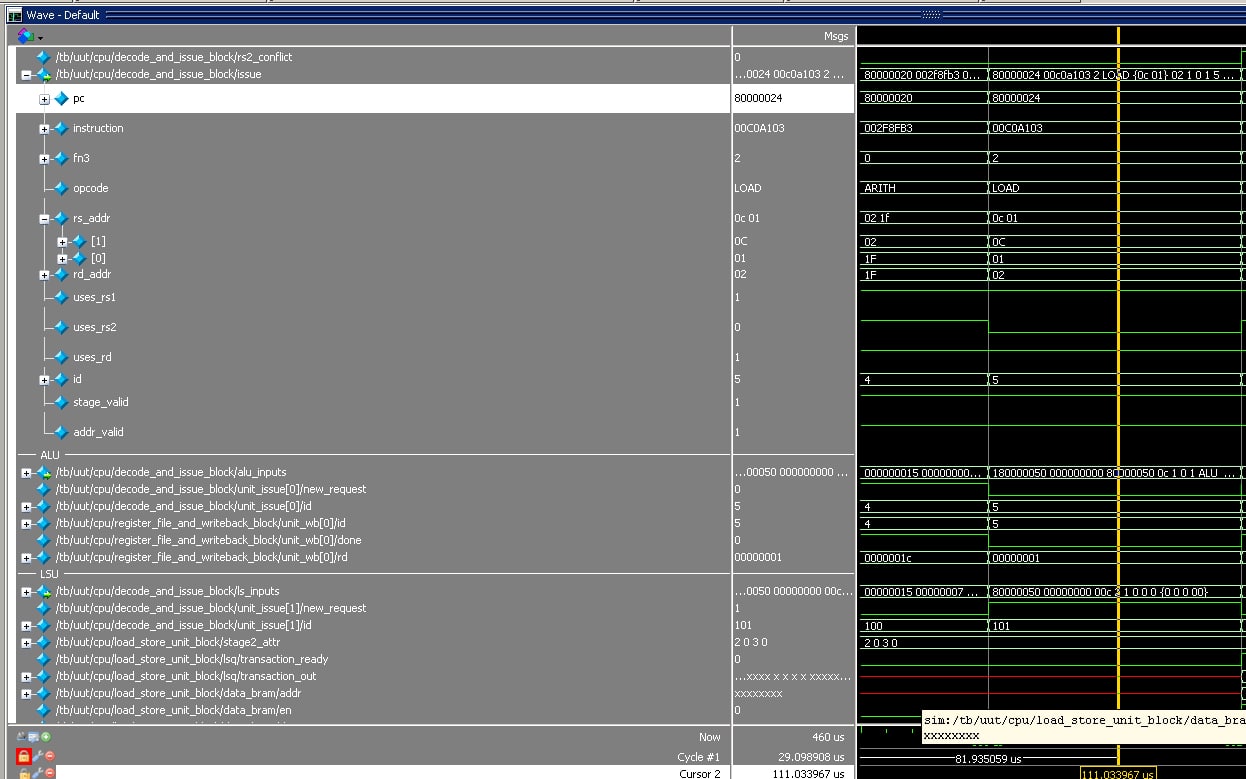 Wave - Default
Msgs
/tb/uut/cpu/decode_and_issue_block/rs2_conflict 0
/tb/uut/cpu/decode_and_issue_block/issue ...0024 00c0a103 2 ... 80000020 002f8fb3 0... 80000024 00c0a103 2 LOAD {0c 01} 02 1 0 1 5 ...
pc 80000024 80000020 80000024
instruction 00C0A103 002F8FB3 00C0A103
fn3 2 0 2
opcode LOAD ARITH LOAD
rs_addr 0c 01 02 1f 0c 01
[1] 0C 02 0C
[0] 01 1F 01
rd_addr 02 1F 02
uses_rs1 1
uses_rs2 0
uses_rd 1
id 5 4 5
stage_valid 1
addr_valid 1
ALU
/tb/uut/cpu/decode_and_issue_block/alu_inputs ...00050 000000000 ... 000000015 00000000... 180000050 000000000 80000050 0c 1 0 1 ALU ...
/tb/uut/cpu/decode_and_issue_block/unit_issue[0]/new_request 0
/tb/uut/cpu/decode_and_issue_block/unit_issue[0]/id 5 4 5
/tb/uut/cpu/register_file_and_writeback_block/unit_wb[0]/id 5 4 5
/tb/uut/cpu/register_file_and_writeback_block/unit_wb[0]/done 0
/tb/uut/cpu/register_file_and_writeback_block/unit_wb[0]/rd 00000001 0000001c 00000001
LSU
/tb/uut/cpu/decode_and_issue_block/ls_inputs ...0050 00000000 00c... 00000015 00000007 ... 80000050 00000000 00c 2 1 0 0 0 {0 0 0 00}
/tb/uut/cpu/decode_and_issue_block/unit_issue[1]/new_request 1
/tb/uut/cpu/decode_and_issue_block/unit_issue[1]/id 101 100 101
/tb/uut/cpu/load_store_unit_block/stage2_attr 2 0 3 0 2 0 3 0
/tb/uut/cpu/load_store_unit_block/lsq/transaction_ready 0
/tb/uut/cpu/load_store_unit_block/lsq/transaction_out ...xxxx x x x x xxxxx...
/tb/uut/cpu/load_store_unit_block/data_bram/addr xxxxxxxx
/tb/uut/cpu/load_store_unit_block/data_bram/en 0
sim:/tb/uut/cpu/load_store_unit_block/data_bra
xxxxxxxx
Now 460 us
Cycle #1 29.098908 us 81.935059 us
Cursor 2 111.033967 us 111.033967 us